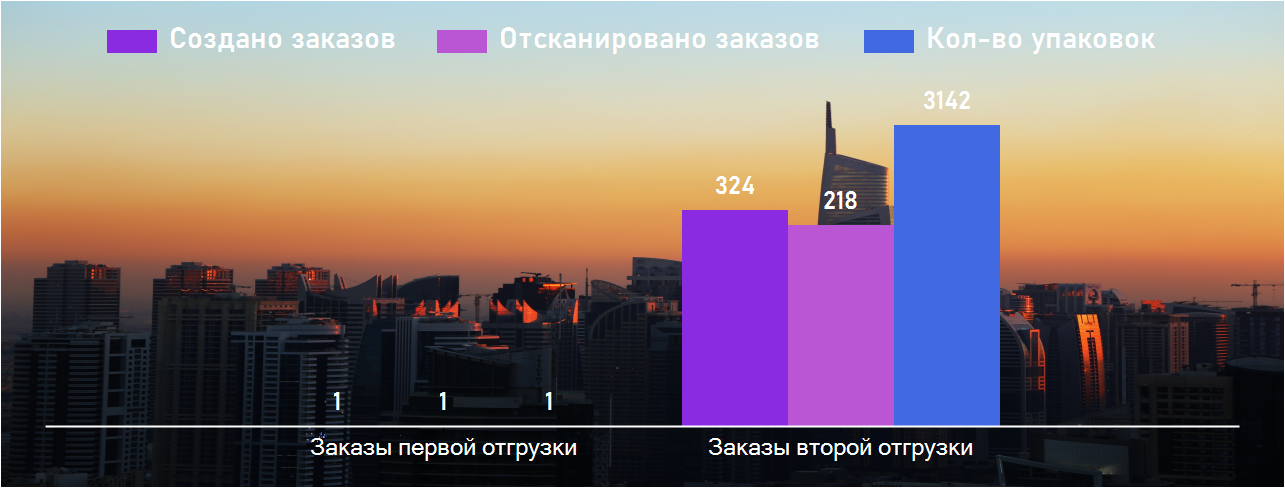 Создано заказов
Отсканировано заказов
Кол-во упаковок
3142
324
218
1
1
1
Заказы первой отгрузки
Заказы второй отгрузки